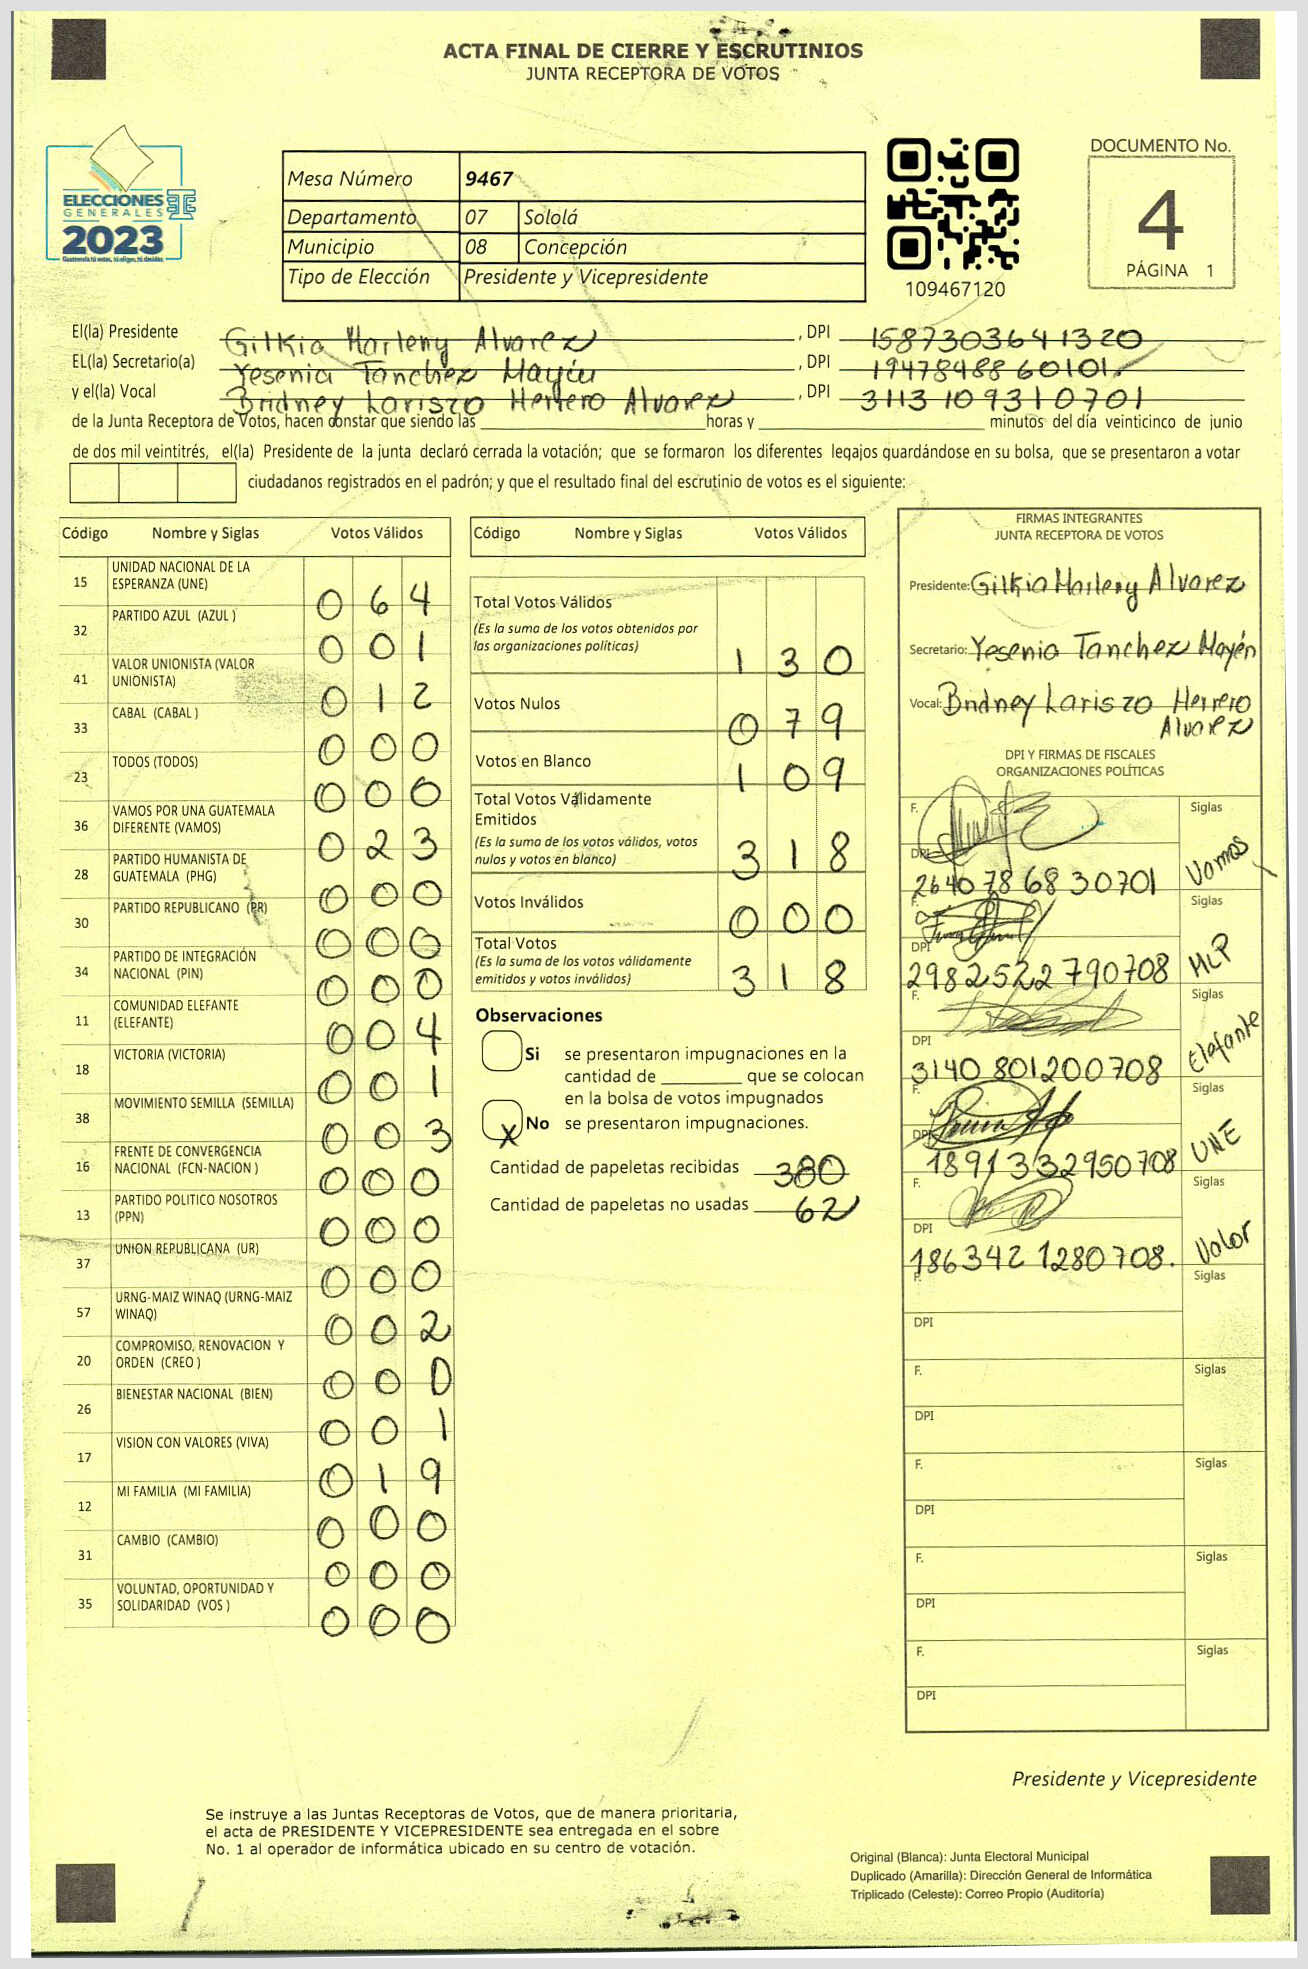 ACTA FINAL DE CIERRE Y ESCRUTINIOS
JUNTA RECEPTORA DE VOTOS
ELECCIONES
GENERALES
2023
Guatemala tú votas, tú eliges, tú decides
Mesa Número 9467
Departamento 07 Sololá
Municipio 08 Concepción
Tipo de Elección Presidente y Vicepresidente
109467120
DOCUMENTO No.
4
PÁGINA 1
El(la) Presidente Gilkia Marleny Alvarez , DPI 1587303641320
EL(la) Secretario(a) Yesenia Tanchez Mayén , DPI 1947848860101
y el(la) Vocal Bridney Lariszo Herrero Alvarez , DPI 3113109310701
de la Junta Receptora de Votos, hacen constar que siendo las horas y minutos del día veinticinco de junio
de dos mil veintitrés, el(la) Presidente de la junta declaró cerrada la votación; que se formaron los diferentes legajos guardándose en su bolsa, que se presentaron a votar
ciudadanos registrados en el padrón; y que el resultado final del escrutinio de votos es el siguiente:
Código Nombre y Siglas Votos Válidos
15 UNIDAD NACIONAL DE LA ESPERANZA (UNE) 0 6 4
32 PARTIDO AZUL (AZUL ) 0 0 1
41 VALOR UNIONISTA (VALOR UNIONISTA) 0 1 2
33 CABAL (CABAL ) 0 0 0
23 TODOS (TODOS) 0 0 0
36 VAMOS POR UNA GUATEMALA DIFERENTE (VAMOS) 0 2 3
28 PARTIDO HUMANISTA DE GUATEMALA (PHG) 0 0 0
30 PARTIDO REPUBLICANO (PR) 0 0 0
34 PARTIDO DE INTEGRACIÓN NACIONAL (PIN) 0 0 0
11 COMUNIDAD ELEFANTE (ELEFANTE) 0 0 4
18 VICTORIA (VICTORIA) 0 0 1
38 MOVIMIENTO SEMILLA (SEMILLA) 0 0 3
16 FRENTE DE CONVERGENCIA NACIONAL (FCN-NACION ) 0 0 0
13 PARTIDO POLITICO NOSOTROS (PPN) 0 0 0
37 UNION REPUBLICANA (UR) 0 0 0
57 URNG-MAIZ WINAQ (URNG-MAIZ WINAQ) 0 0 2
20 COMPROMISO, RENOVACION Y ORDEN (CREO ) 0 0 0
26 BIENESTAR NACIONAL (BIEN) 0 0 1
17 VISION CON VALORES (VIVA) 0 1 9
12 MI FAMILIA (MI FAMILIA) 0 0 0
31 CAMBIO (CAMBIO) 0 0 0
35 VOLUNTAD, OPORTUNIDAD Y SOLIDARIDAD (VOS ) 0 0 0
Código Nombre y Siglas Votos Válidos
Total Votos Válidos
(Es la suma de los votos obtenidos por
las organizaciones políticas) 1 3 0
Votos Nulos 0 7 9
Votos en Blanco 1 0 9
Total Votos Válidamente
Emitidos
(Es la suma de los votos válidos, votos
nulos y votos en blanco) 3 1 8
Votos Inválidos 0 0 0
Total Votos
(Es la suma de los votos válidamente
emitidos y votos inválidos) 3 1 8
Observaciones
Si se presentaron impugnaciones en la
cantidad de que se colocan
en la bolsa de votos impugnados
X No se presentaron impugnaciones.
Cantidad de papeletas recibidas 380
Cantidad de papeletas no usadas 62
FIRMAS INTEGRANTES
JUNTA RECEPTORA DE VOTOS
Presidente: Gilkia Marleny Alvarez
Secretario: Yesenia Tanchez Mayén
Vocal: Bridney Lariszo Herrero
Alvarez
DPI Y FIRMAS DE FISCALES
ORGANIZACIONES POLÍTICAS
F. Siglas
DPI 2640786830701 Vamos
F. Siglas
DPI 2982522790708 MLP
F. Siglas
DPI 3140801200708 Elefante
F. Siglas
DPI 1891332950708 UNE
F. Siglas
DPI 1863421280708. Valor
F. Siglas
DPI
F. Siglas
DPI
F. Siglas
DPI
F. Siglas
DPI
F. Siglas
DPI
Presidente y Vicepresidente
Se instruye a las Juntas Receptoras de Votos, que de manera prioritaria,
el acta de PRESIDENTE Y VICEPRESIDENTE sea entregada en el sobre
No. 1 al operador de informática ubicado en su centro de votación.
Original (Blanca): Junta Electoral Municipal
Duplicado (Amarilla): Dirección General de Informática
Triplicado (Celeste): Correo Propio (Auditoría)